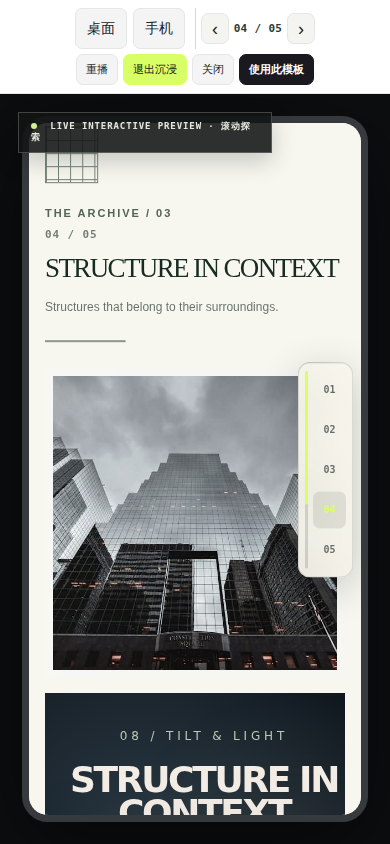 桌面
手机
‹
04 / 05
›
重播
退出沉浸
关闭
使用此模板
LIVE INTERACTIVE PREVIEW · 滚动探
索
THE ARCHIVE / 03
04 / 05
STRUCTURE IN CONTEXT
Structures that belong to their surroundings.
01
02
03
04
05
08 / TILT & LIGHT
STRUCTURE IN
CONTEXT